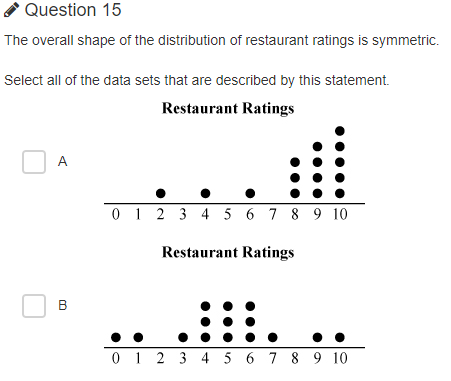 Question 15
The overall shape of the distribution of restaurant ratings is symmetric.
Select all of the data sets that are described by this statement.
Restaurant Ratings
A
0 1 2 3 4 5 6 7 8 9 10
Restaurant Ratings
B
0 1 2 3 4 5 6 7 8 9 10